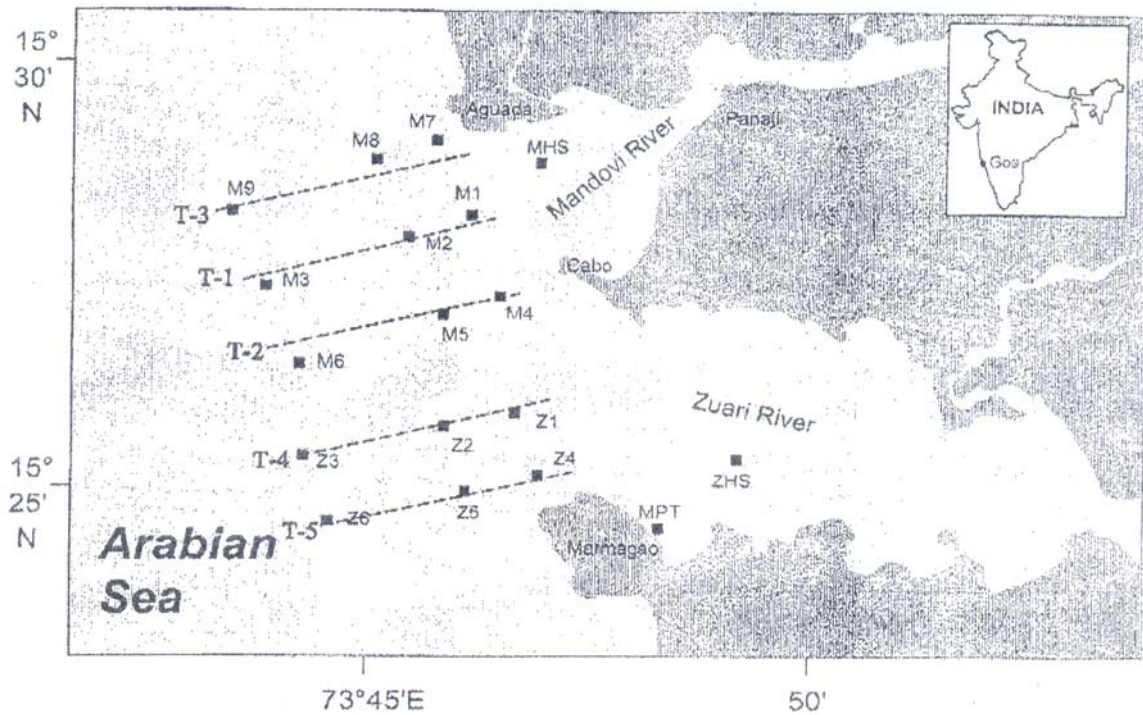 15°
30'
N
Aguada
Panaji
INDIA
Goa
M7
M8
MHS
Mandovi River
M9
T-3
M1
M2
Cabo
T-1
M3
M4
M5
T-2
M6
Zuari River
Z1
Z2
T-4
Z3
Z4
ZHS
15°
25'
N
Z5
MPT
T-5
Z6
Marmagao
Arabian
Sea
73°45'E
50'